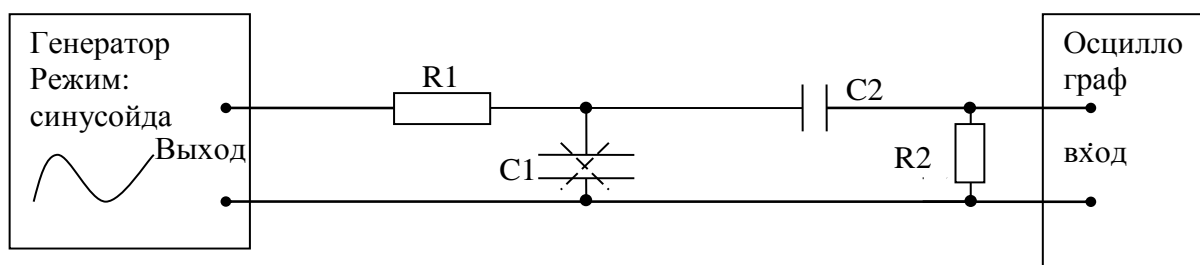 Генератор
Режим:
синусойда
Выход
R1
C1
C2
R2
Осцилло
граф
вход